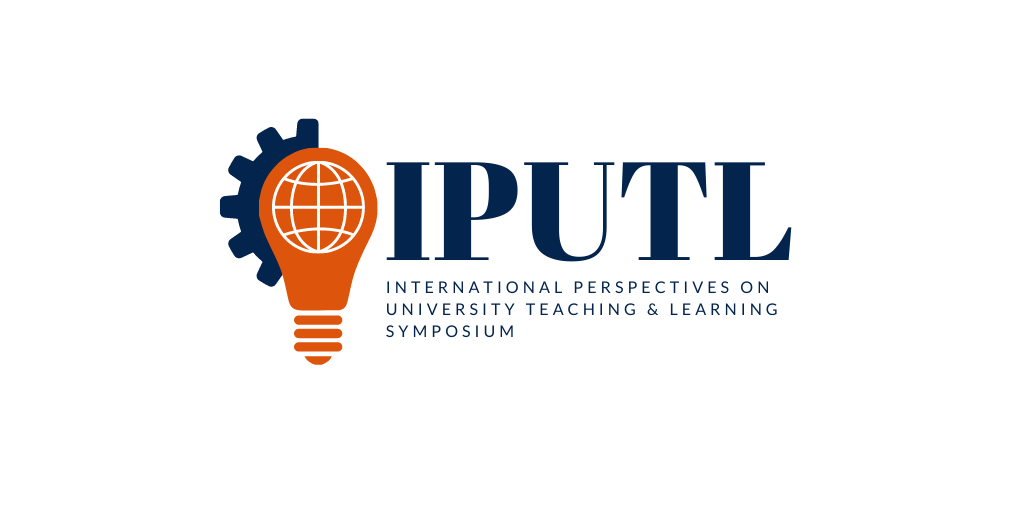 IPUTL
INTERNATIONAL PERSPECTIVES ON
UNIVERSITY TEACHING & LEARNING
SYMPOSIUM